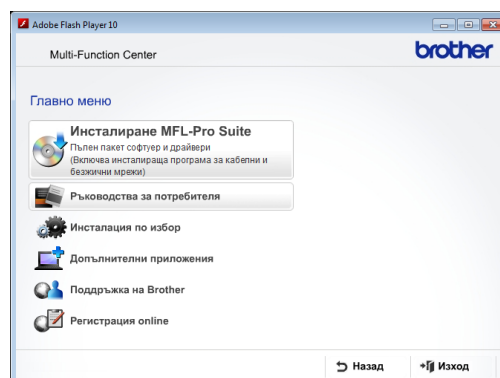 Adobe Flash Player 10
Multi-Function Center
brother
Главно меню
Инсталиране MFL-Pro Suite
Пълен пакет софтуер и драйвери
(Включва инсталираща програма за кабелни и
безжични мрежи)
Ръководства за потребителя
Инсталация по избор
Допълнителни приложения
Поддръжка на Brother
Регистрация online
Назад
Изход